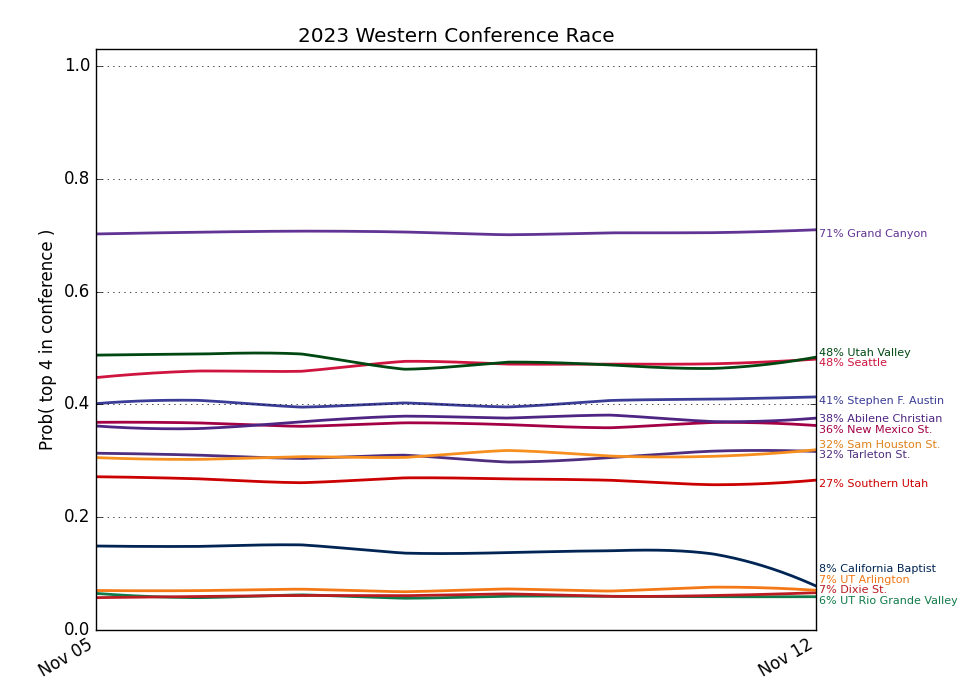 2023 Western Conference Race
Prob( top 4 in conference )
1.0
0.8
0.6
0.4
0.2
0.0
Nov 05
Nov 12
71% Grand Canyon
48% Utah Valley
48% Seattle
41% Stephen F. Austin
38% Abilene Christian
36% New Mexico St.
32% Sam Houston St.
32% Tarleton St.
27% Southern Utah
8% California Baptist
7% UT Arlington
7% Dixie St.
6% UT Rio Grande Valley